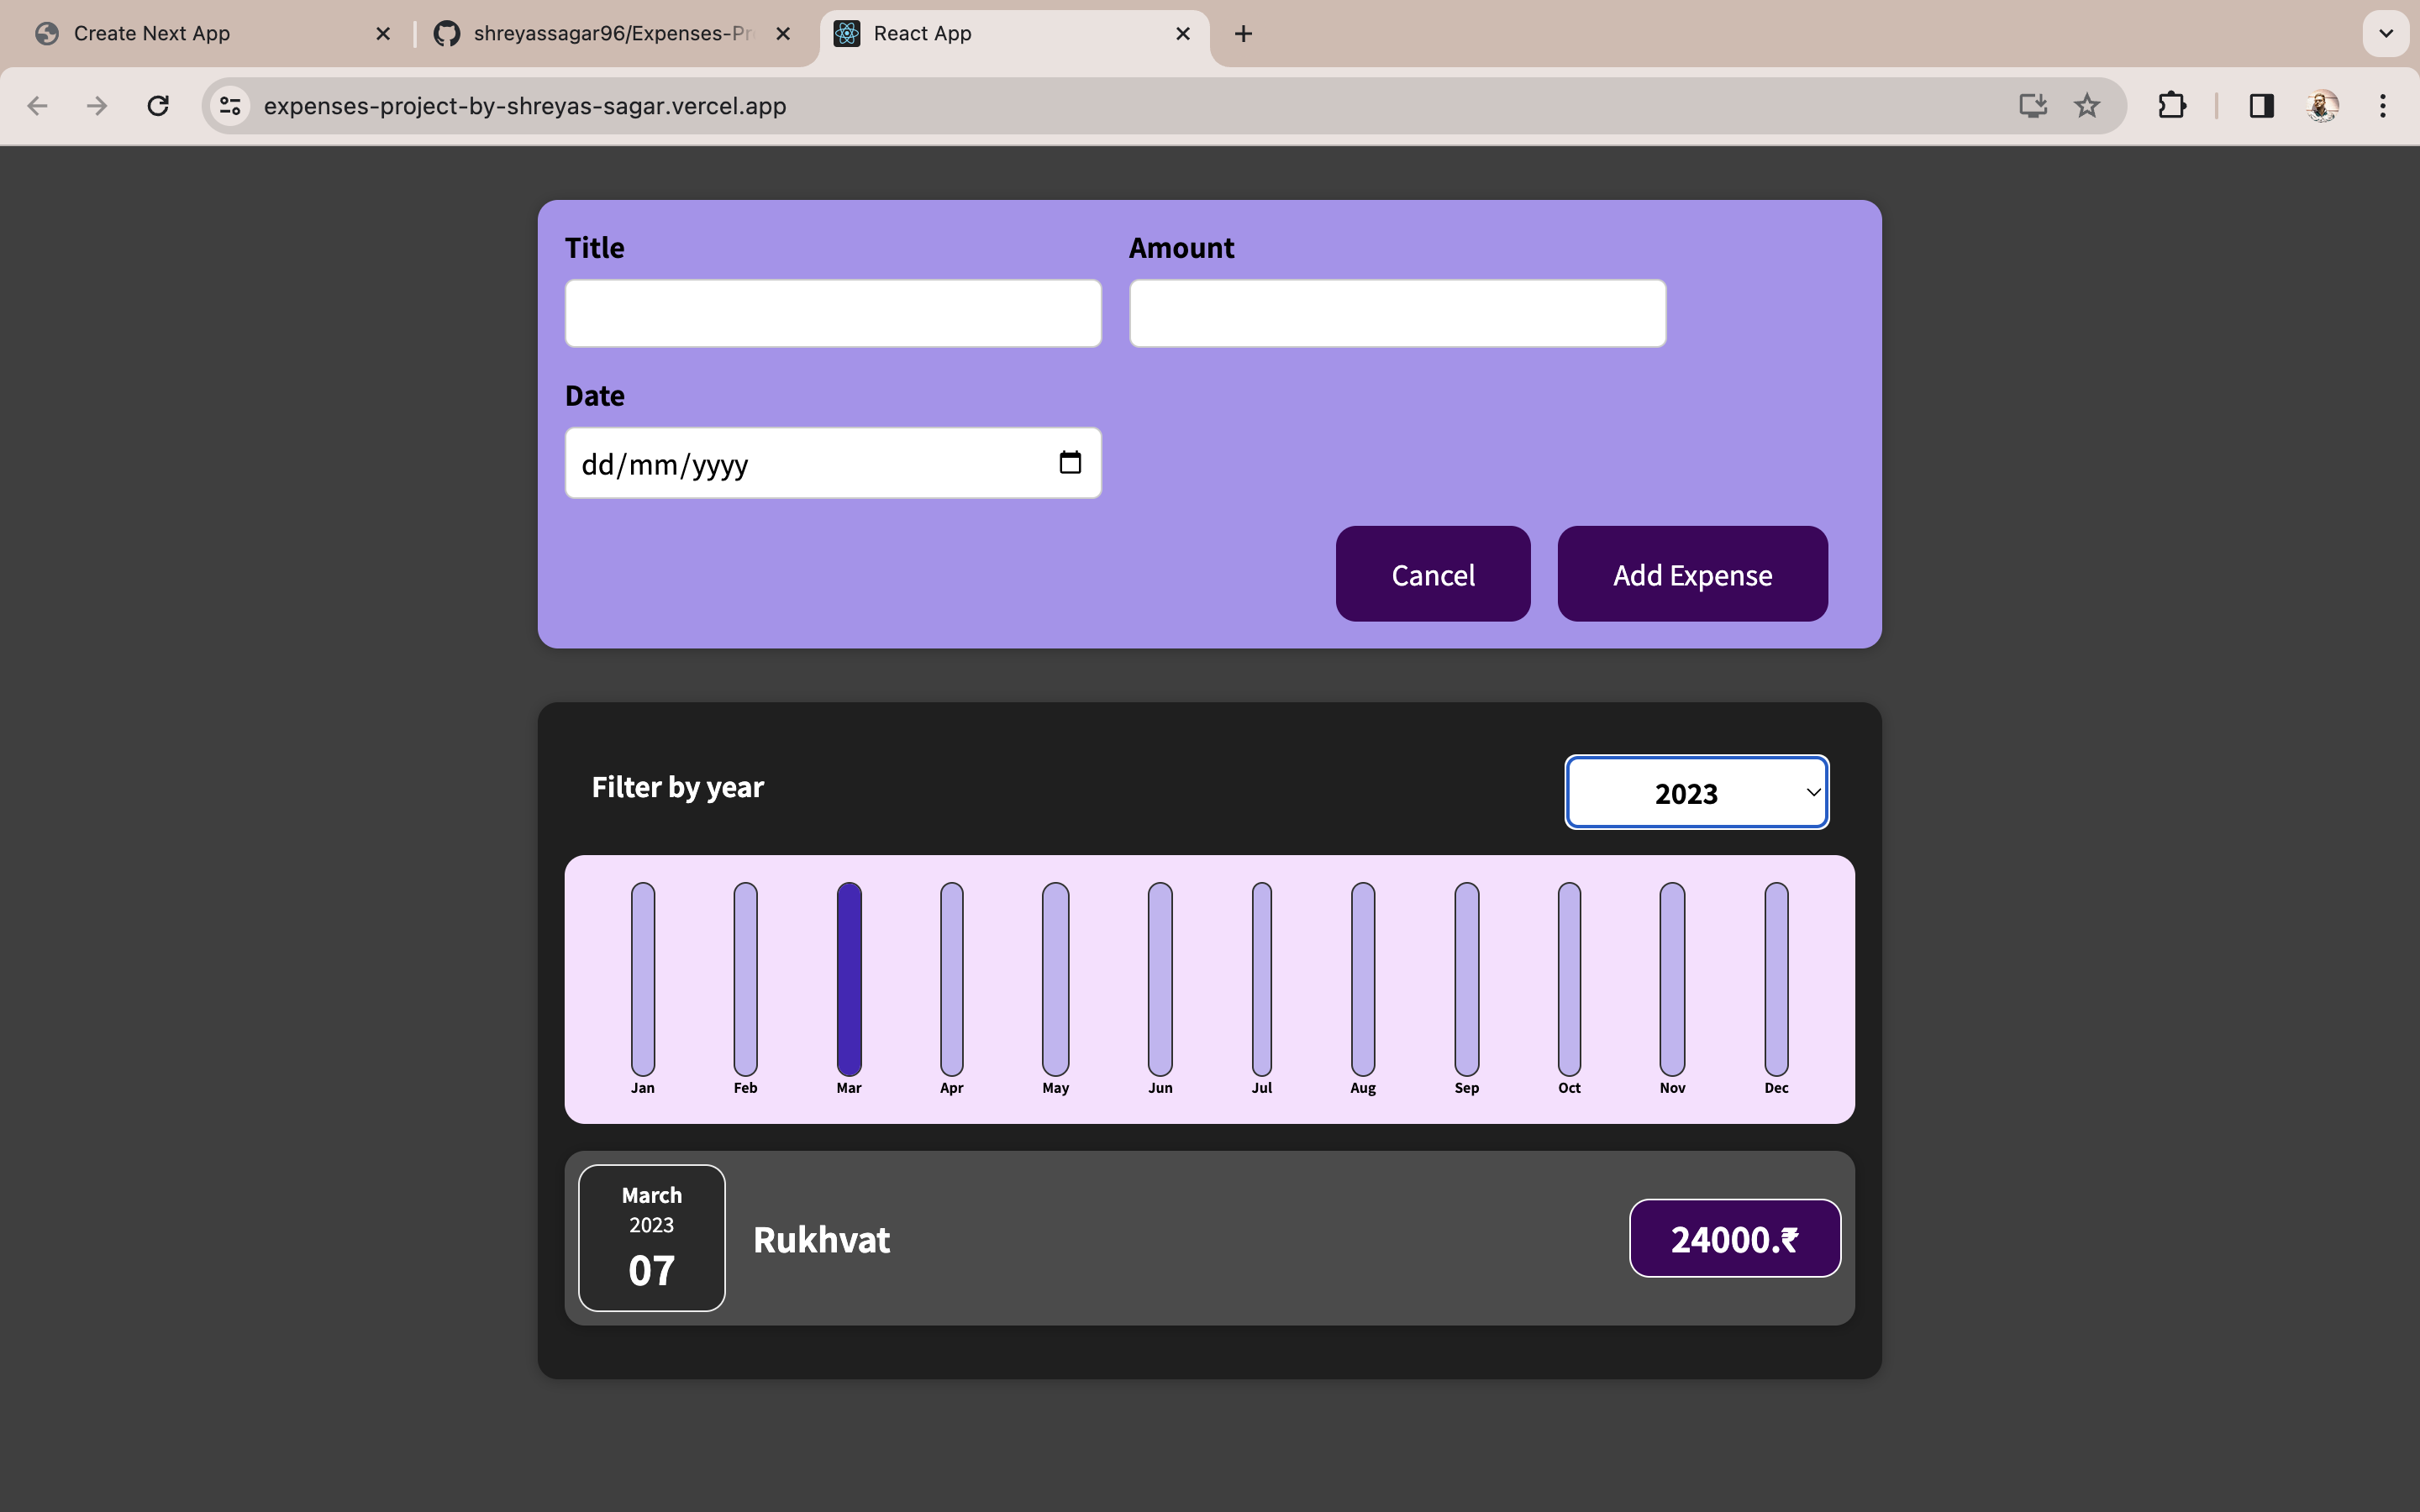 Create Next App
shreyassagar96/Expenses-Pr
React App
expenses-project-by-shreyas-sagar.vercel.app
Title
Amount
Date
dd/mm/yyyy
Cancel
Add Expense
Filter by year
2023
Jan Feb Mar Apr May Jun Jul Aug Sep Oct Nov Dec
March
2023
07
Rukhvat
24000.₹